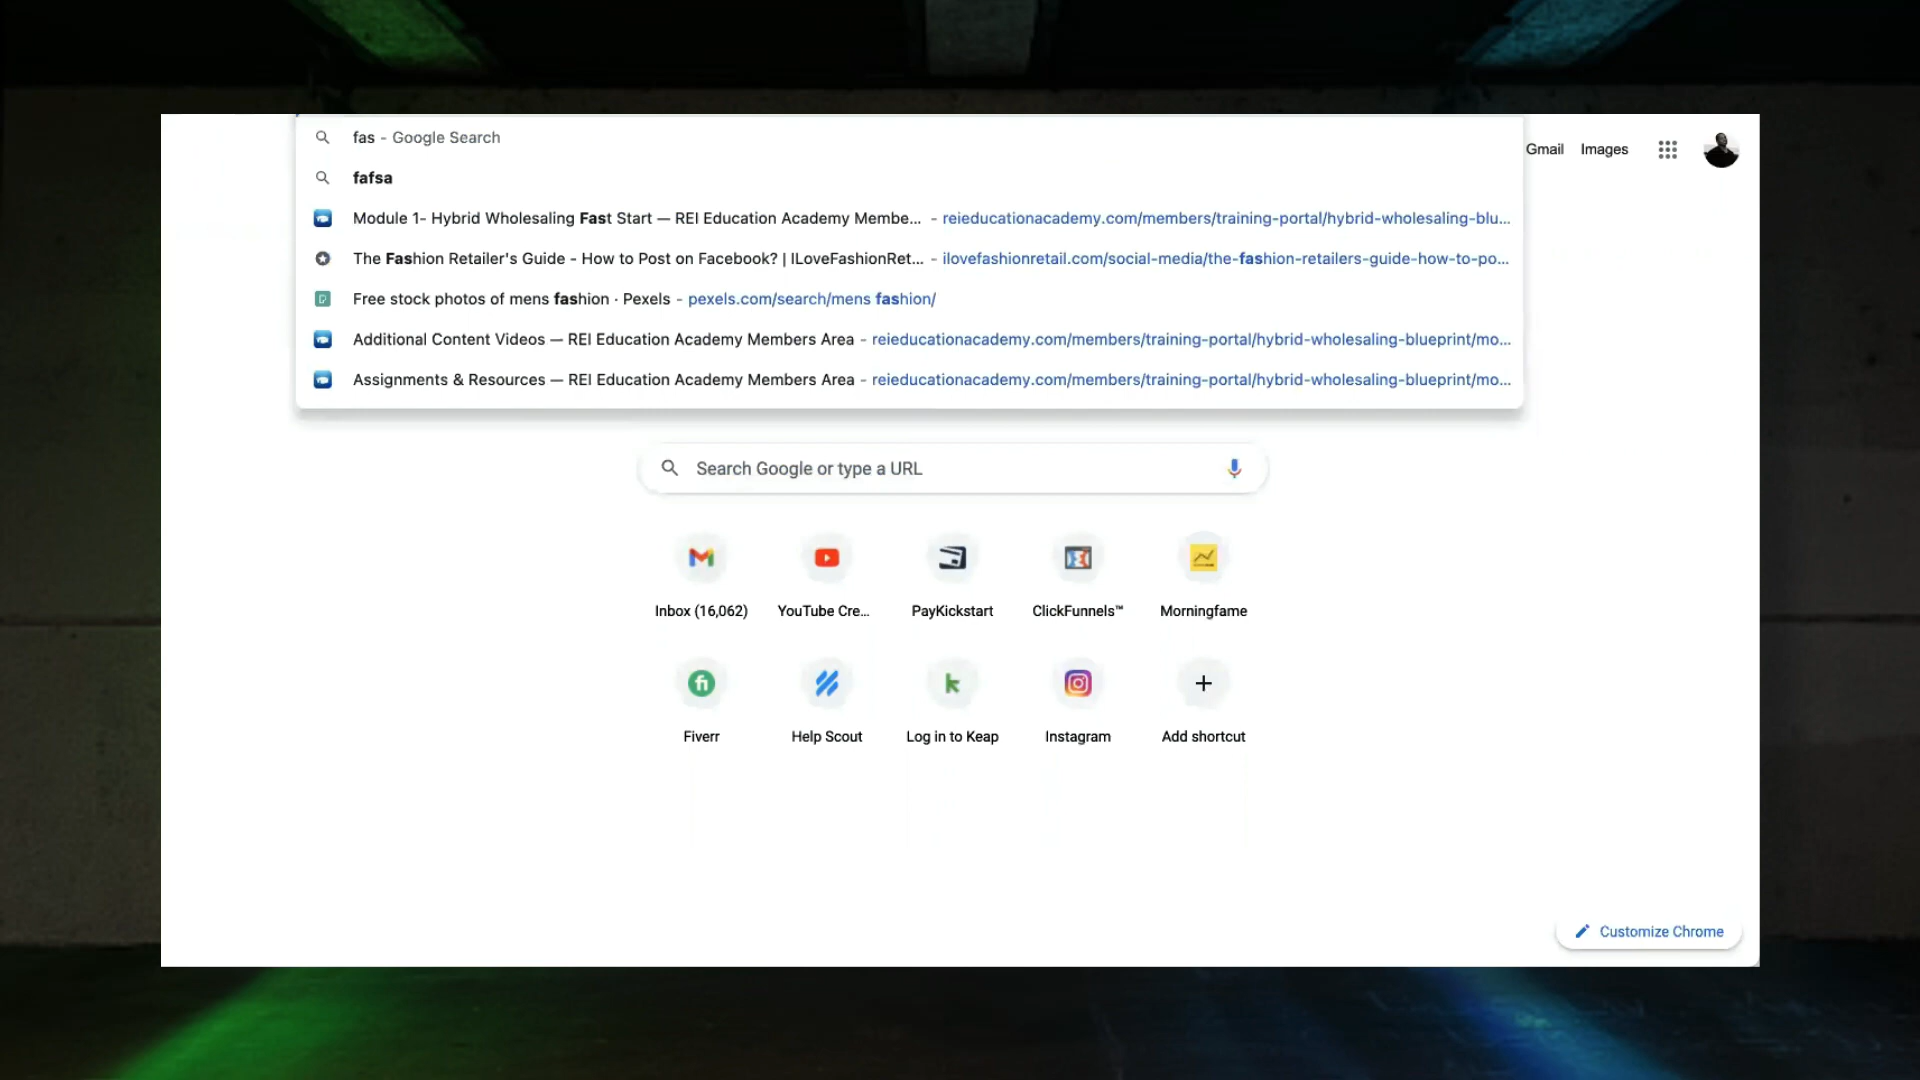 fas - Google Search
Gmail Images
fafsa
Module 1- Hybrid Wholesaling Fast Start — REI Education Academy Membe... - reieducationacademy.com/members/training-portal/hybrid-wholesaling-blu...
The Fashion Retailer's Guide - How to Post on Facebook? | ILoveFashionRet... - ilovefashionretail.com/social-media/the-fashion-retailers-guide-how-to-po...
Free stock photos of mens fashion · Pexels - pexels.com/search/mens fashion/
Additional Content Videos — REI Education Academy Members Area - reieducationacademy.com/members/training-portal/hybrid-wholesaling-blueprint/mo...
Assignments & Resources — REI Education Academy Members Area - reieducationacademy.com/members/training-portal/hybrid-wholesaling-blueprint/mo...
Search Google or type a URL
Inbox (16,062) YouTube Cre... PayKickstart ClickFunnels™ Morningfame
Fiverr Help Scout Log in to Keap Instagram Add shortcut
Customize Chrome